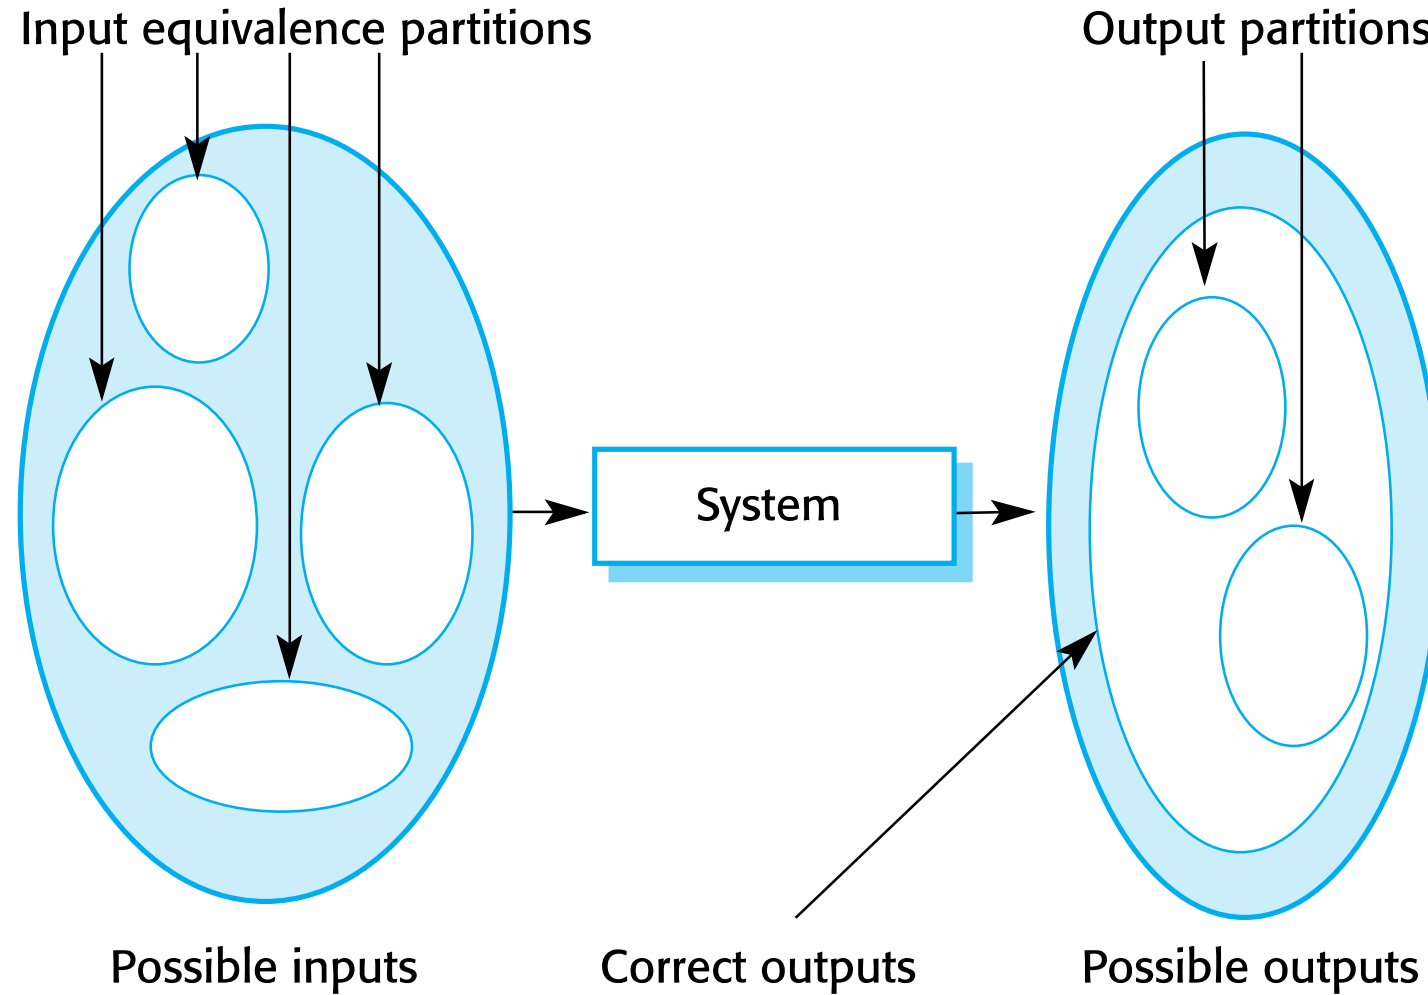 Input equivalence partitions
Output partitions
System
Possible inputs
Correct outputs
Possible outputs